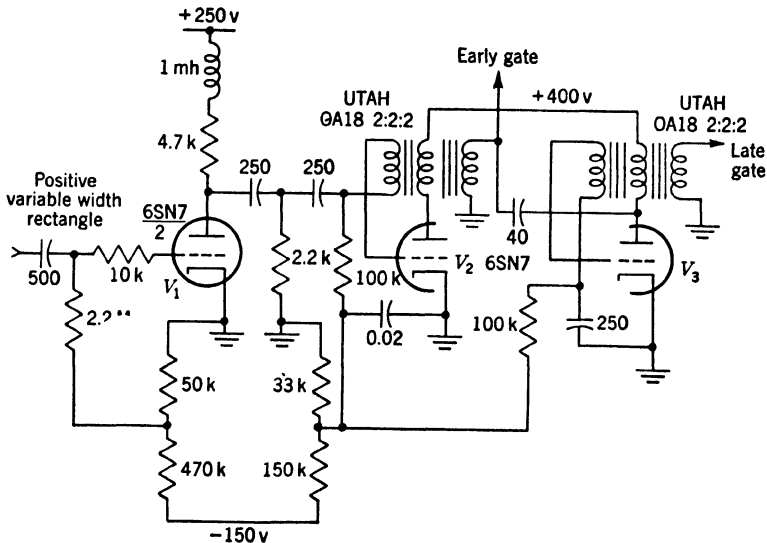 +250 v
1 mh
4.7 k
Positive
variable width
rectangle
500
10 k
6SN7
2
V1
250
250
2.2 k
100 k
UTAH
OA18 2:2:2
Early gate
+400 v
UTAH
OA18 2:2:2
Late
gate
40
V2 6SN7
V3
0.02
100 k
250
50 k
33 k
470 k
150 k
-150 v